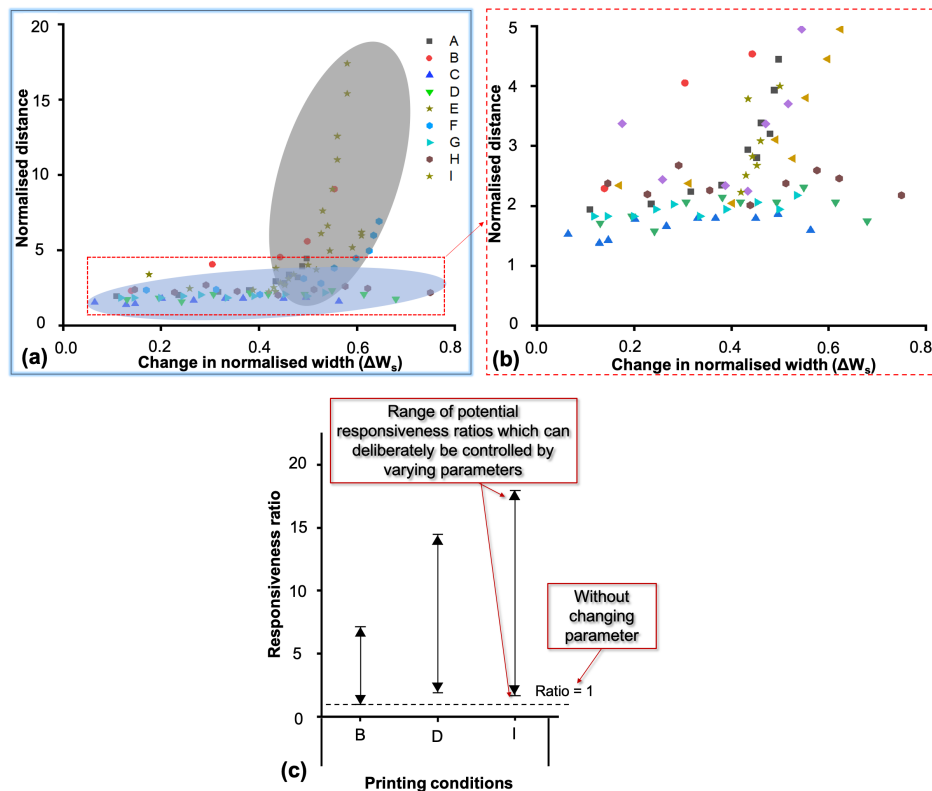 20
15
10
5
0
Normalised distance
A
B
C
D
E
F
G
H
I
0.0
0.2
0.4
0.6
0.8
(a)
Change in normalised width (ΔWₛ)
5
4
3
2
1
0
Normalised distance
0.0
0.2
0.4
0.6
0.8
(b)
Change in normalised width (ΔWₛ)
Range of potential
responsiveness ratios which can
deliberately be controlled by
varying parameters
20
15
10
5
0
Responsiveness ratio
Without
changing
parameter
Ratio = 1
B
D
I
(c)
Printing conditions